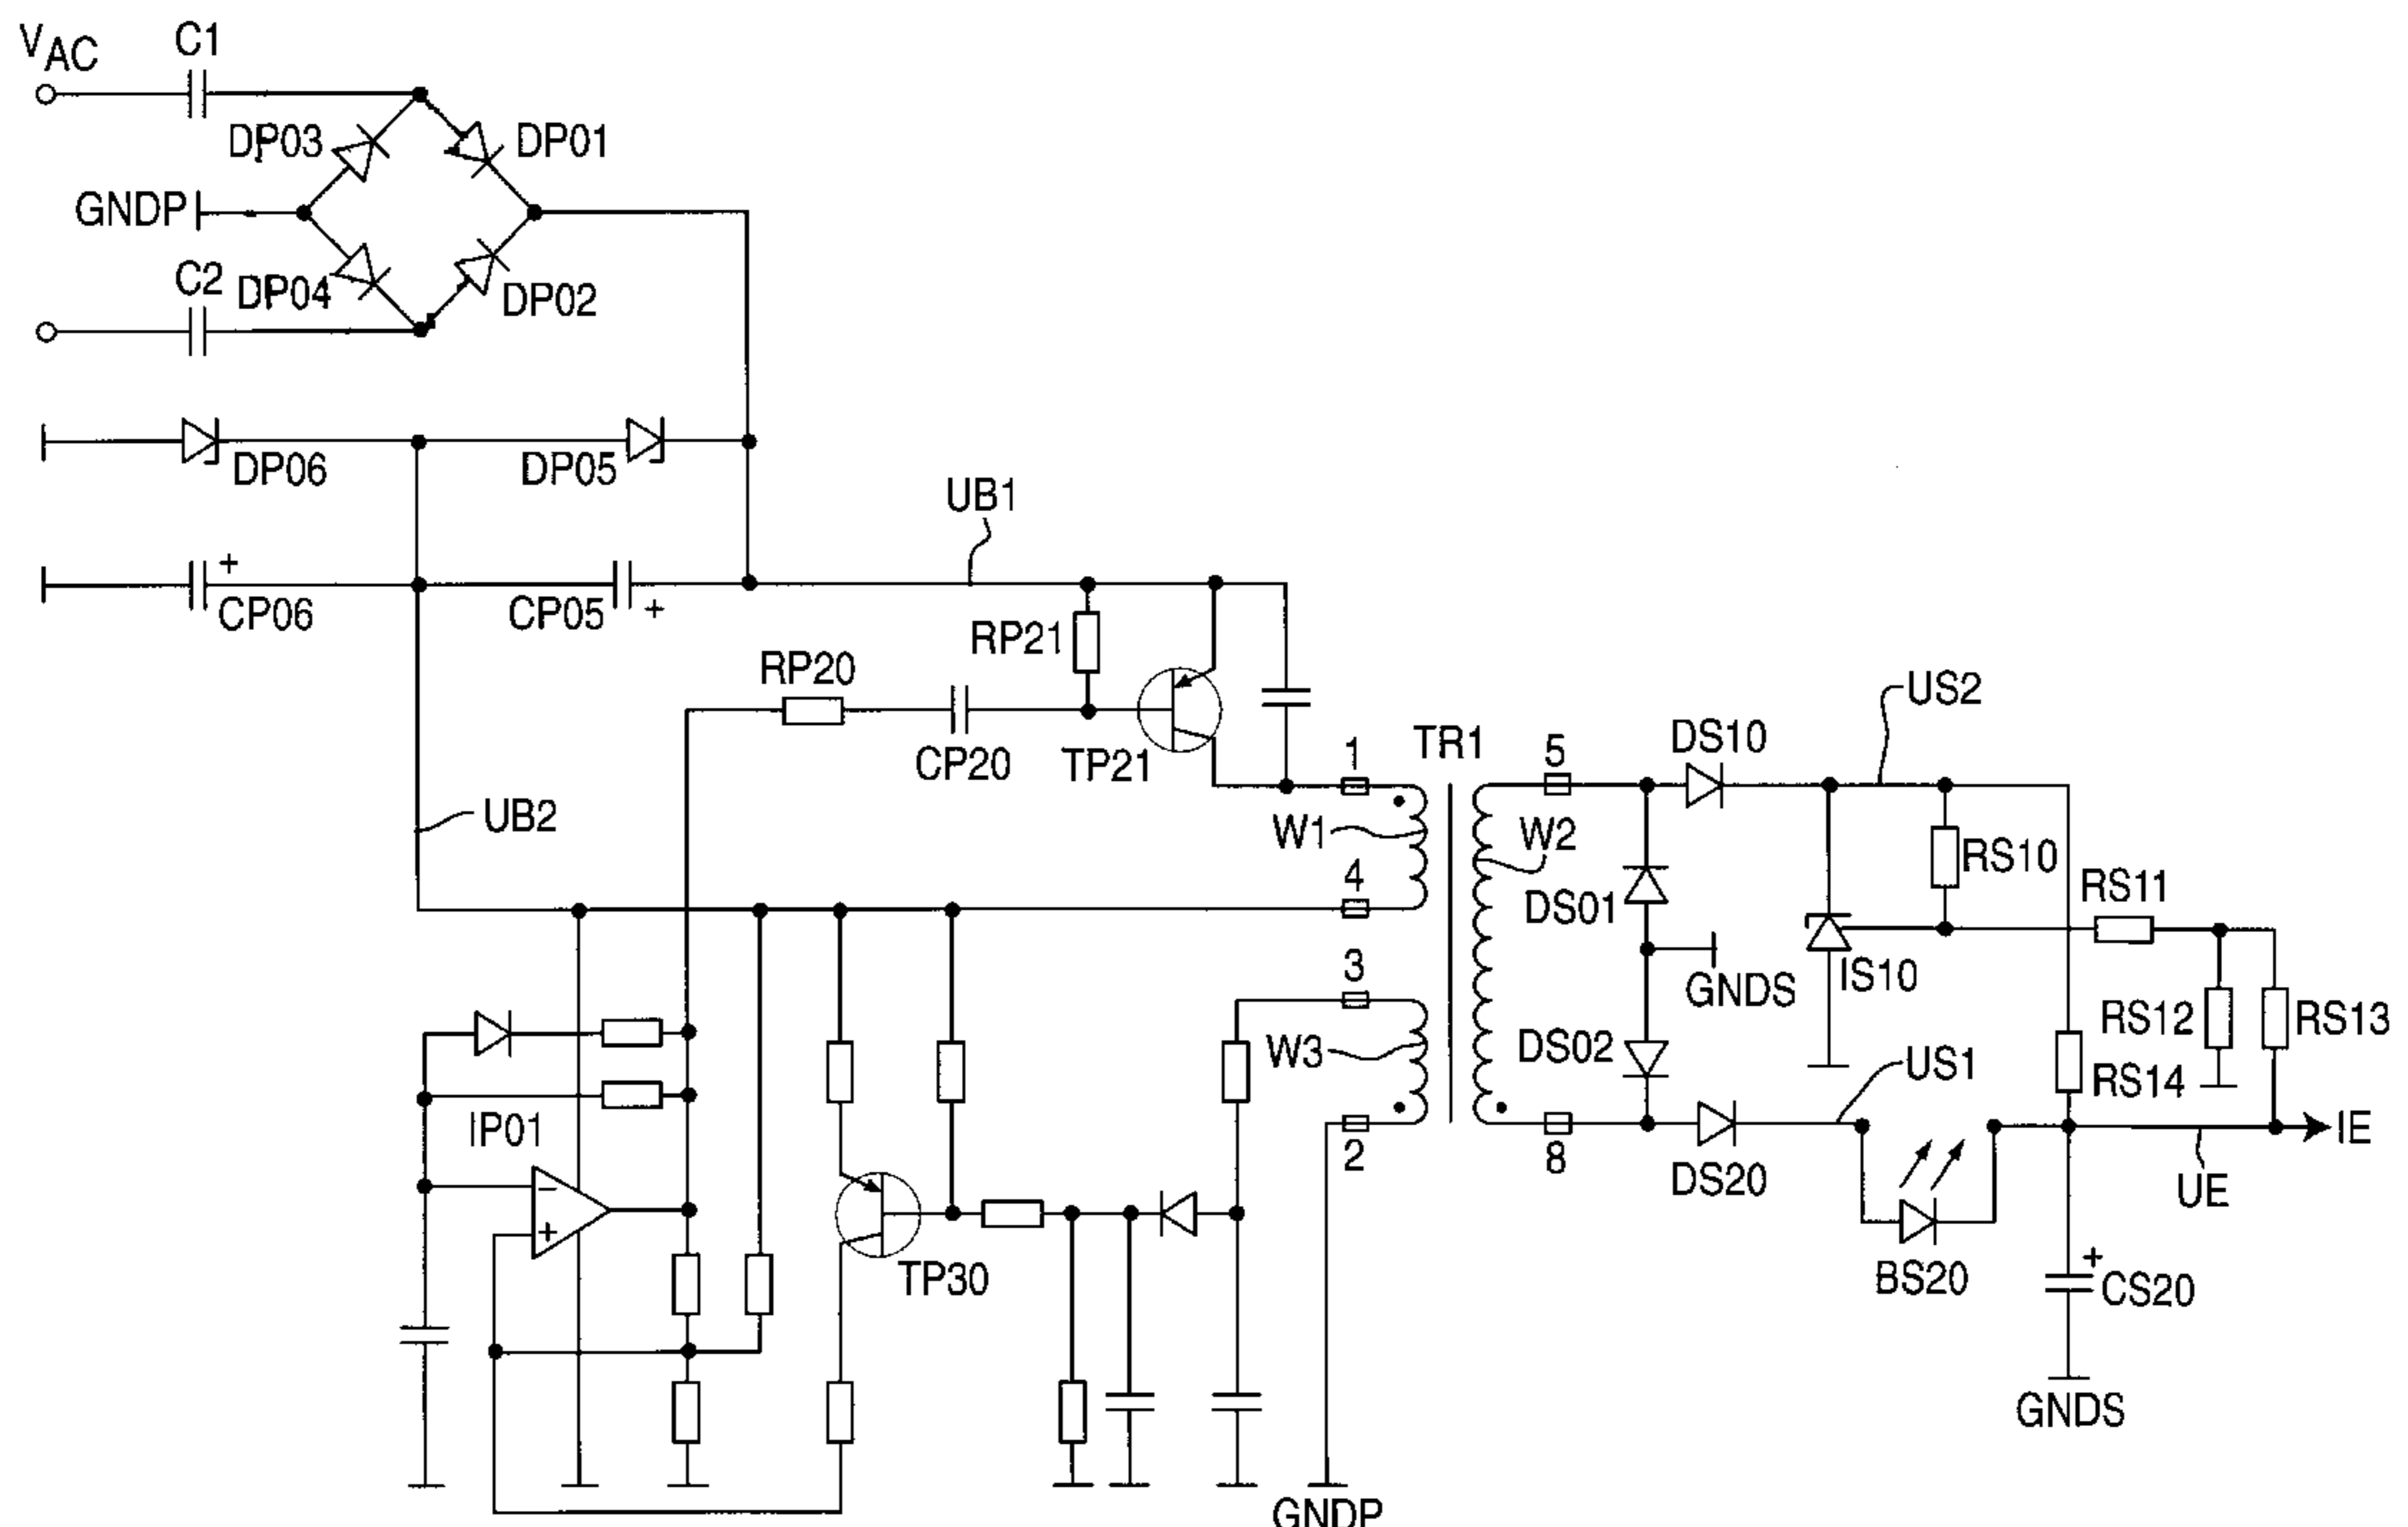 VAC
C1
DP03
DP01
GNDP
C2
DP04
DP02
DP06
DP05
UB1
+
CP06
CP05
+
RP21
RP20
US2
CP20
TP21
1
TR1
5
DS10
UB2
W1
W2
RS10
4
DS01
RS11
3
GNDS
IS10
W3
DS02
RS12
RS13
IP01
US1
RS14
2
8
DS20
IE
UE
−
+
TP30
BS20
+
CS20
GNDS
GNDP